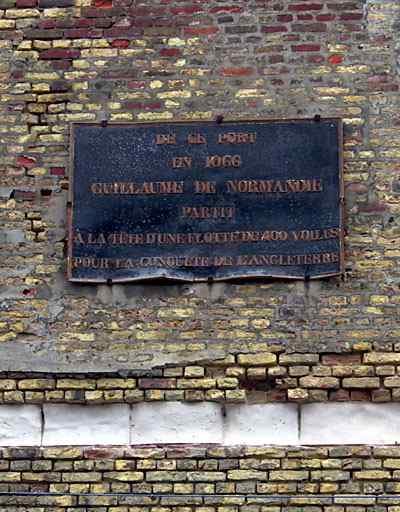 DE CE PORT
EN 1066
GUILLAUME DE NORMANDIE
PARTIT
À LA TÊTE D'UNE FLOTTE DU 400 VOILES
POUR LA CONQUÊTE DE L'ANGLETERRE